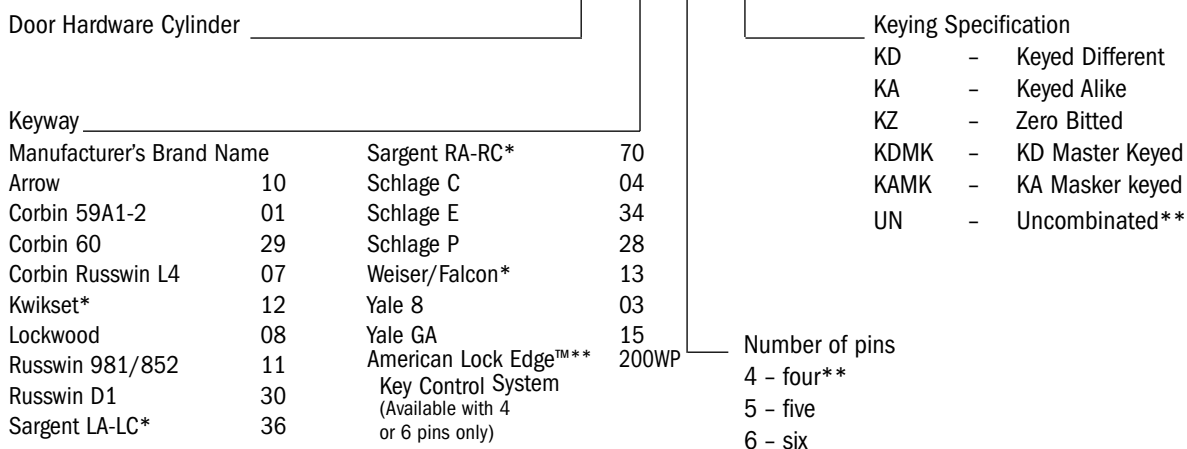 Door Hardware Cylinder
Keyway
Manufacturer's Brand Name
Arrow 10
Corbin 59A1-2 01
Corbin 60 29
Corbin Russwin L4 07
Kwikset* 12
Lockwood 08
Russwin 981/852 11
Russwin D1 30
Sargent LA-LC* 36
Sargent RA-RC* 70
Schlage C 04
Schlage E 34
Schlage P 28
Weiser/Falcon* 13
Yale 8 03
Yale GA 15
American Lock Edge™** 200WP
Key Control System
(Available with 4
or 6 pins only)
Number of pins
4 – four**
5 – five
6 – six
Keying Specification
KD – Keyed Different
KA – Keyed Alike
KZ – Zero Bitted
KDMK – KD Master Keyed
KAMK – KA Masker keyed
UN – Uncombinated**